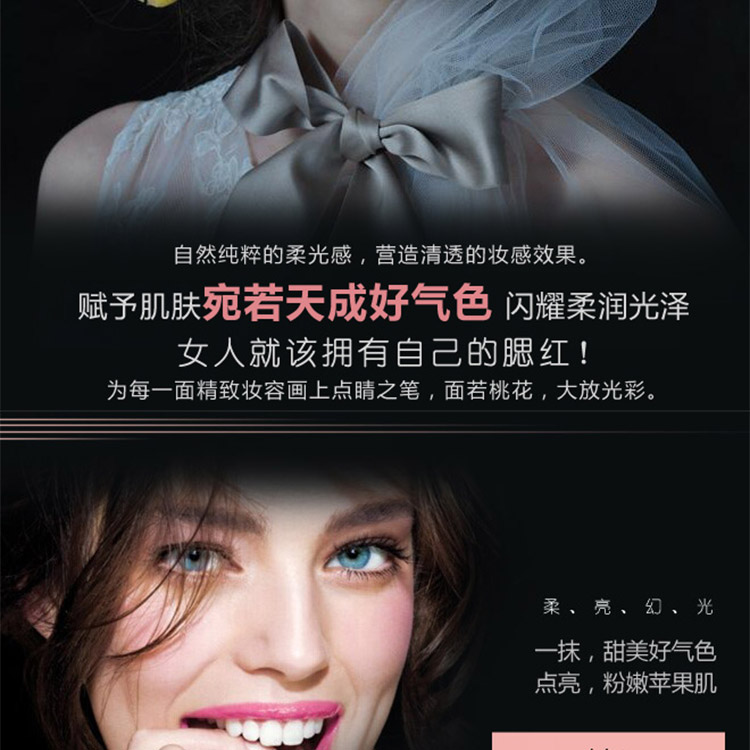 自然纯粹的柔光感，营造清透的妆感效果。
赋予肌肤宛若天成好气色 闪耀柔润光泽
女人就该拥有自己的腮红！
为每一面精致妆容画上点睛之笔，面若桃花，大放光彩。
柔、亮、幻、光
一抹，甜美好气色
点亮，粉嫩苹果肌